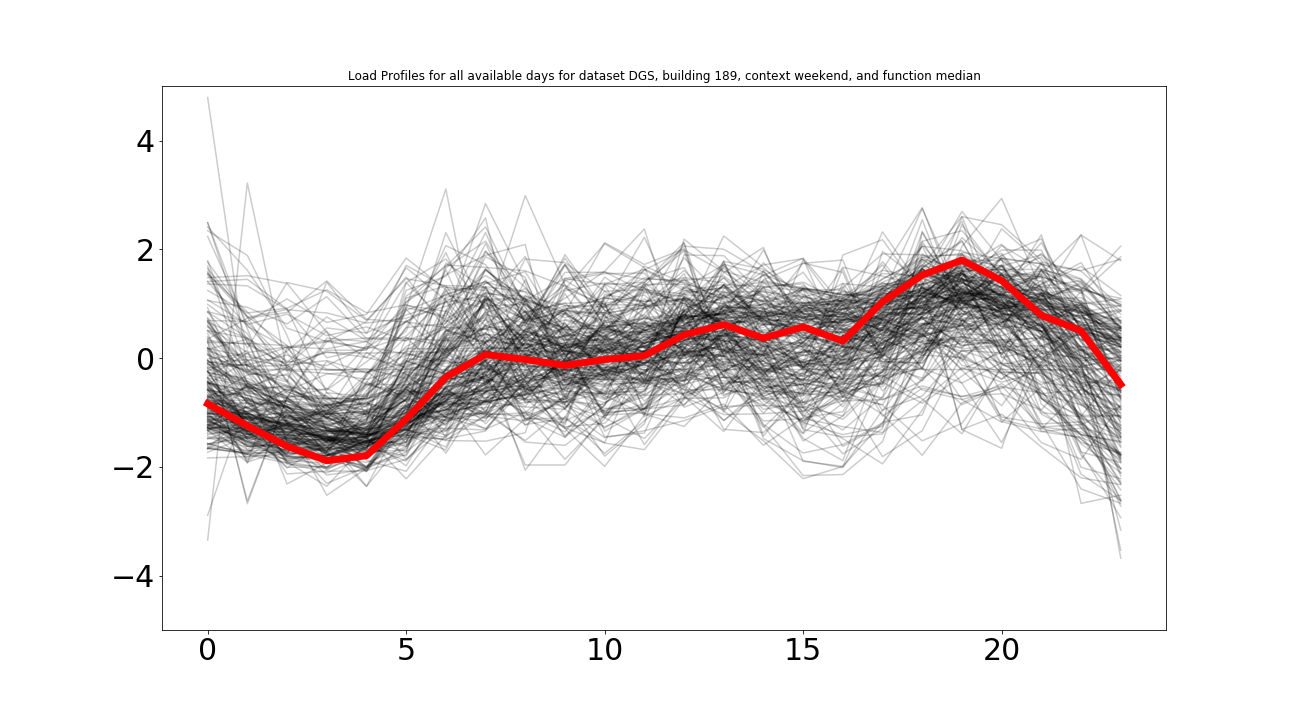 Load Profiles for all available days for dataset DGS, building 189, context weekend, and function median
4
2
0
−2
−4
0 5 10 15 20